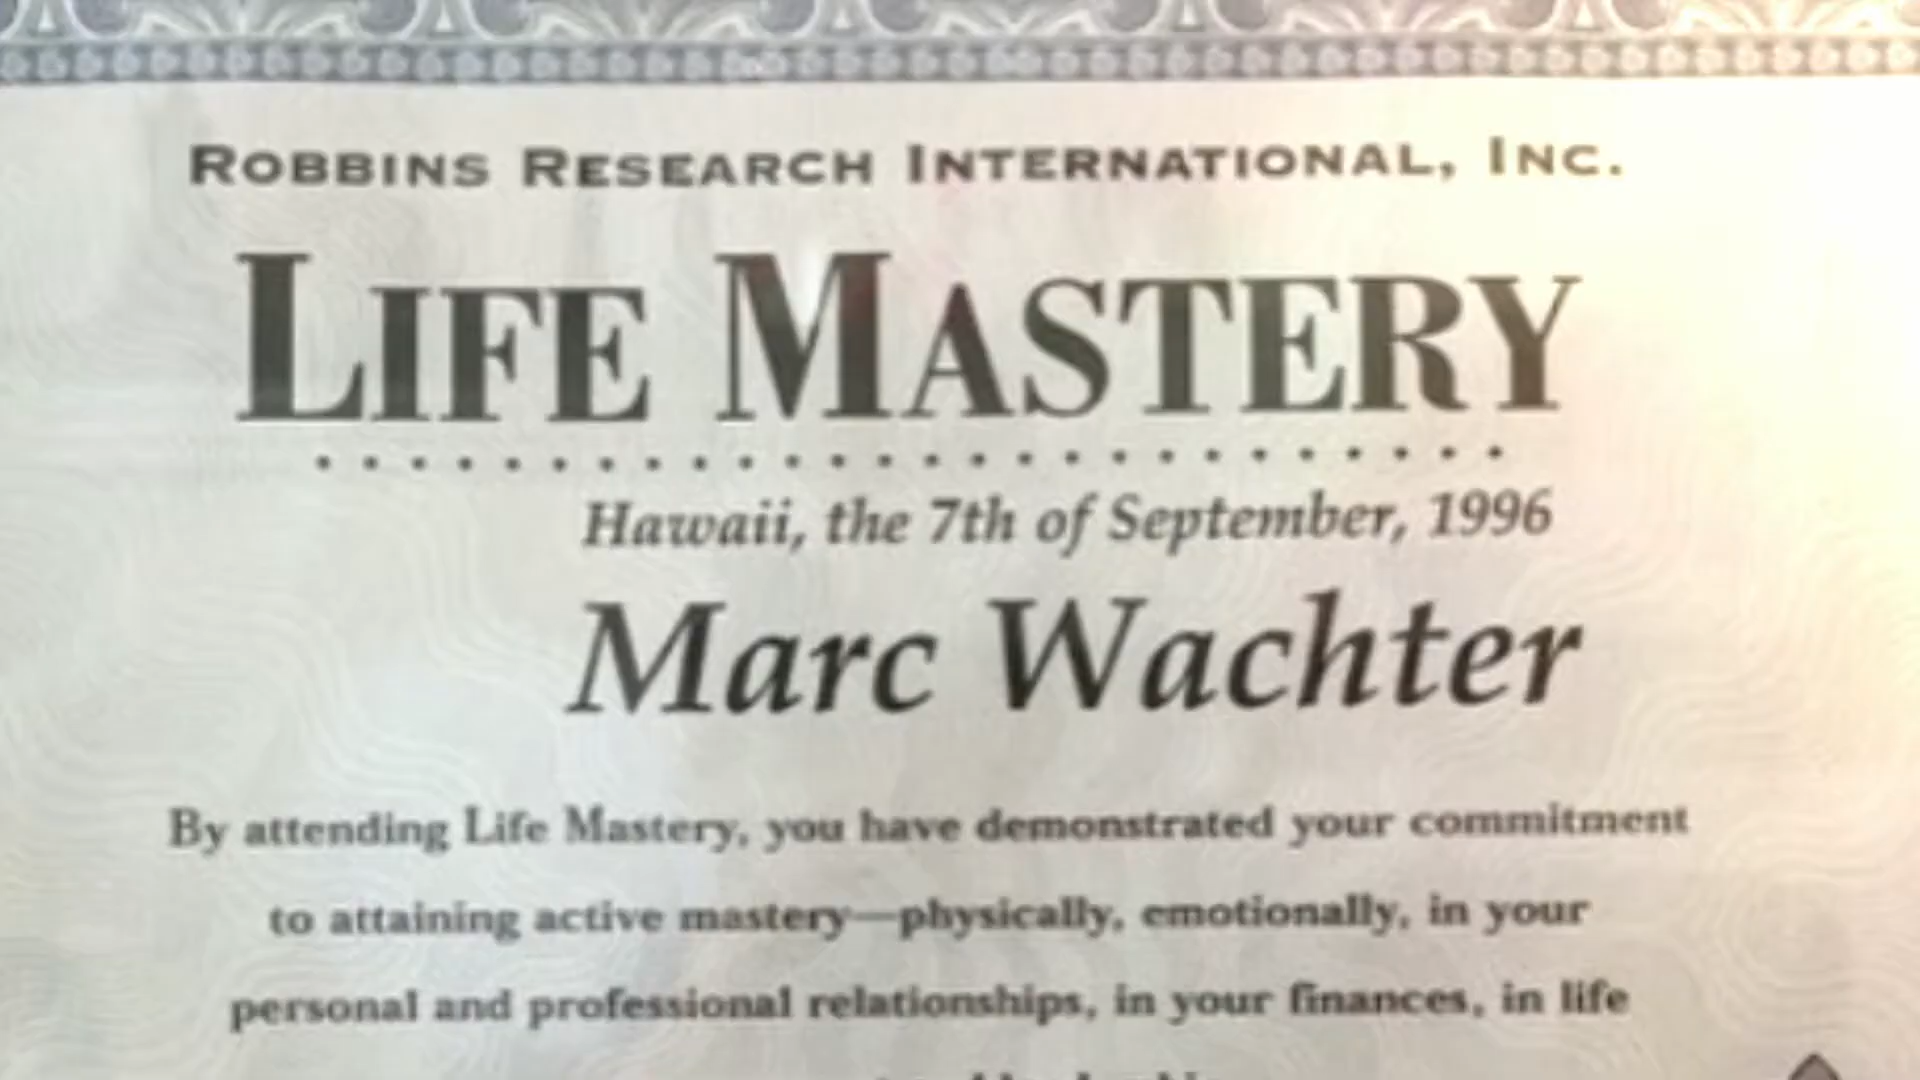 ROBBINS RESEARCH INTERNATIONAL, INC.
LIFE MASTERY
Hawaii, the 7th of September, 1996
Marc Wachter
By attending Life Mastery, you have demonstrated your commitment
to attaining active mastery—physically, emotionally, in your
personal and professional relationships, in your finances, in life